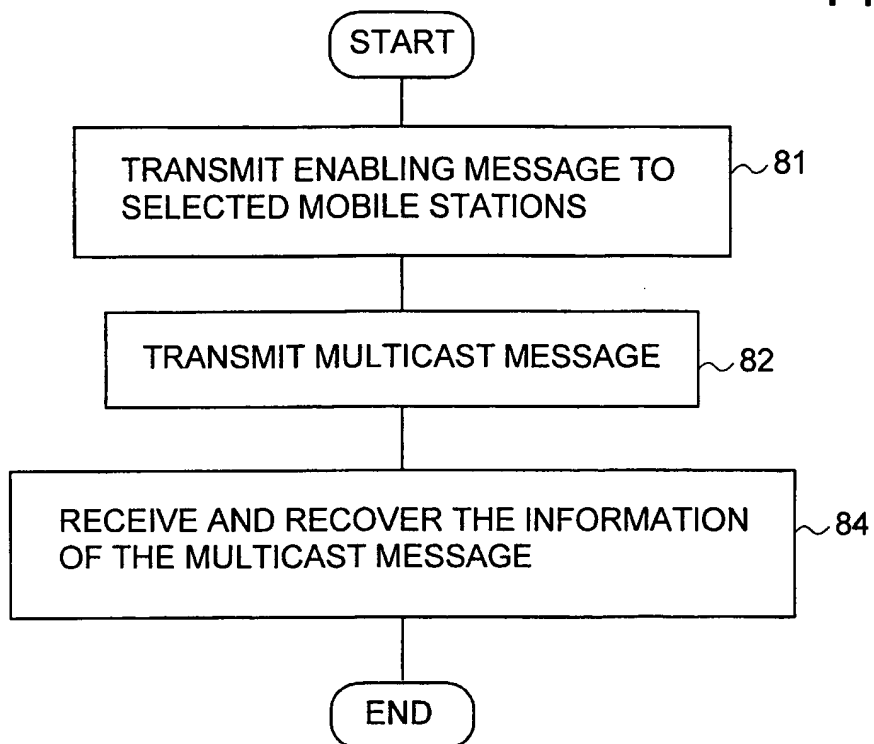 START
TRANSMIT ENABLING MESSAGE TO
SELECTED MOBILE STATIONS
81
TRANSMIT MULTICAST MESSAGE
82
RECEIVE AND RECOVER THE INFORMATION
OF THE MULTICAST MESSAGE
84
END